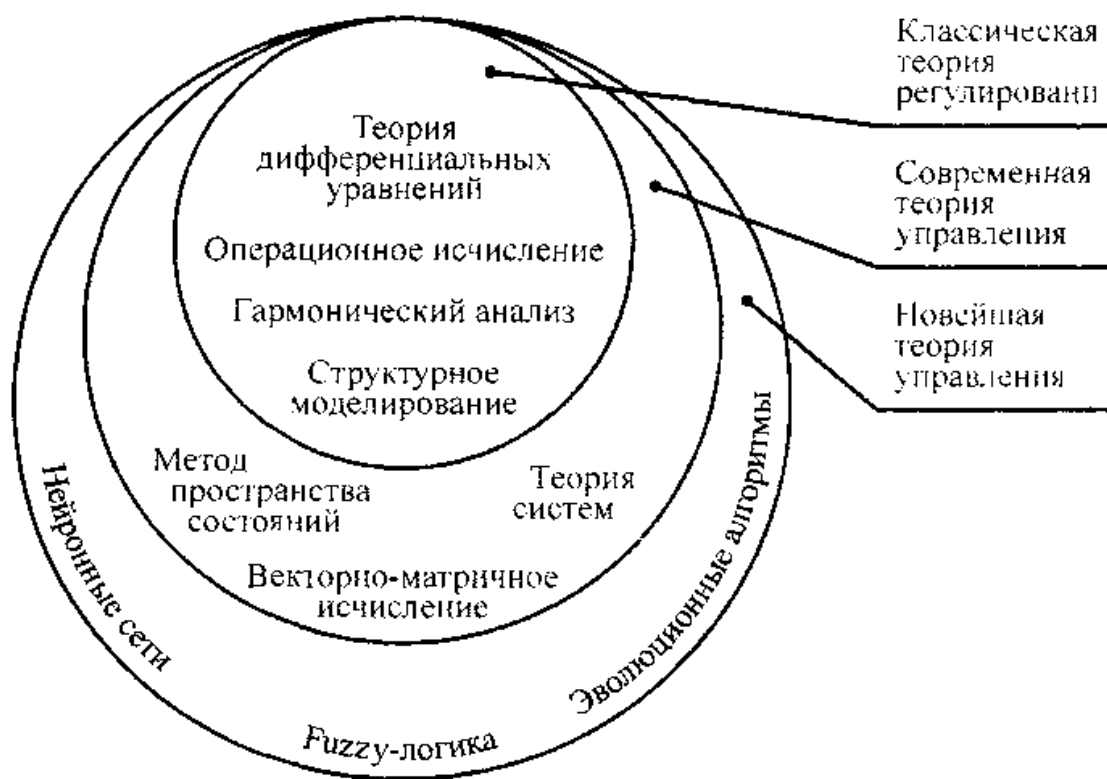 Классическая
теория
регулировани
Теория
дифференциальных
уравнений
Современная
теория
управления
Операционное исчисление
Гармонический анализ
Новейшая
теория
управления
Структурное
моделирование
Метод
пространства
состояний
Теория
систем
Векторно-матричное
исчисление
Нейронные сети
Fuzzy-логика
Эволюционные алгоритмы